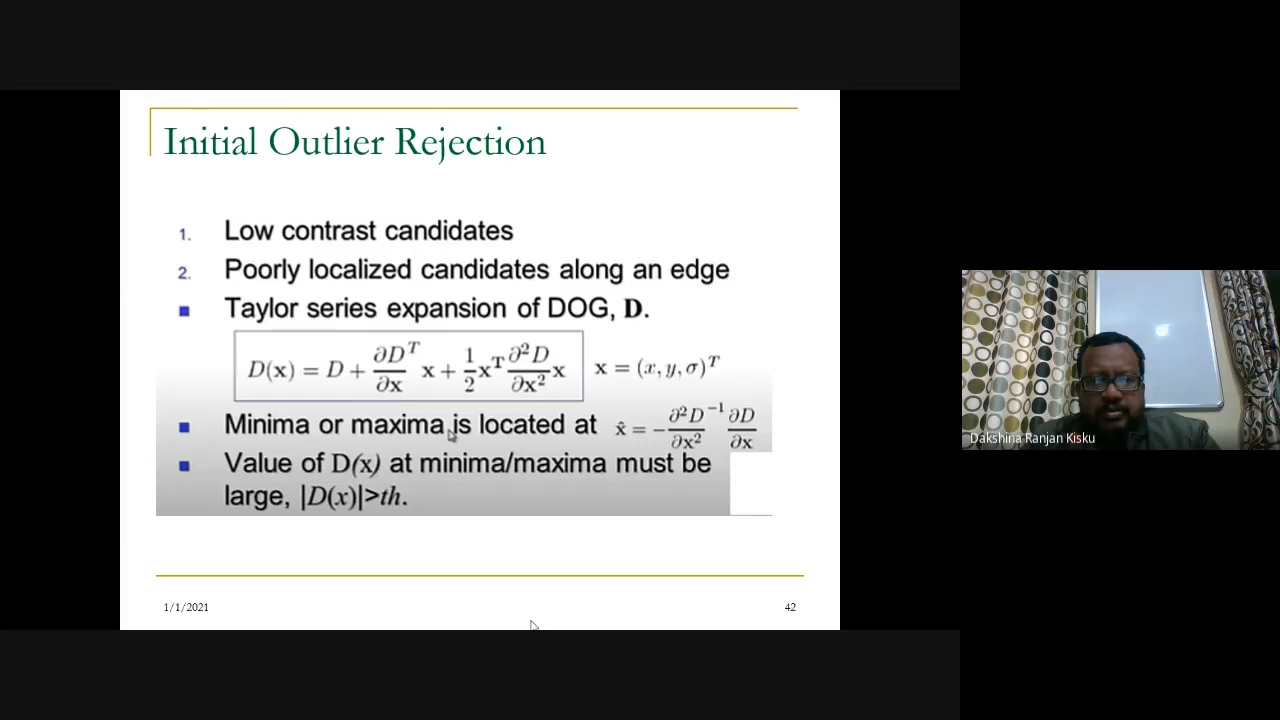 Initial Outlier Rejection
1. Low contrast candidates
2. Poorly localized candidates along an edge
■ Taylor series expansion of DOG, D.
D(x) = D + ∂D^T/∂x x + 1/2 x^T ∂²D/∂x² x    x = (x, y, σ)^T
■ Minima or maxima is located at x̂ = −∂²D^−1/∂x² ∂D/∂x
■ Value of D(x) at minima/maxima must be
large, |D(x)|>th.
1/1/2021
42
Dakshina Ranjan Kisku